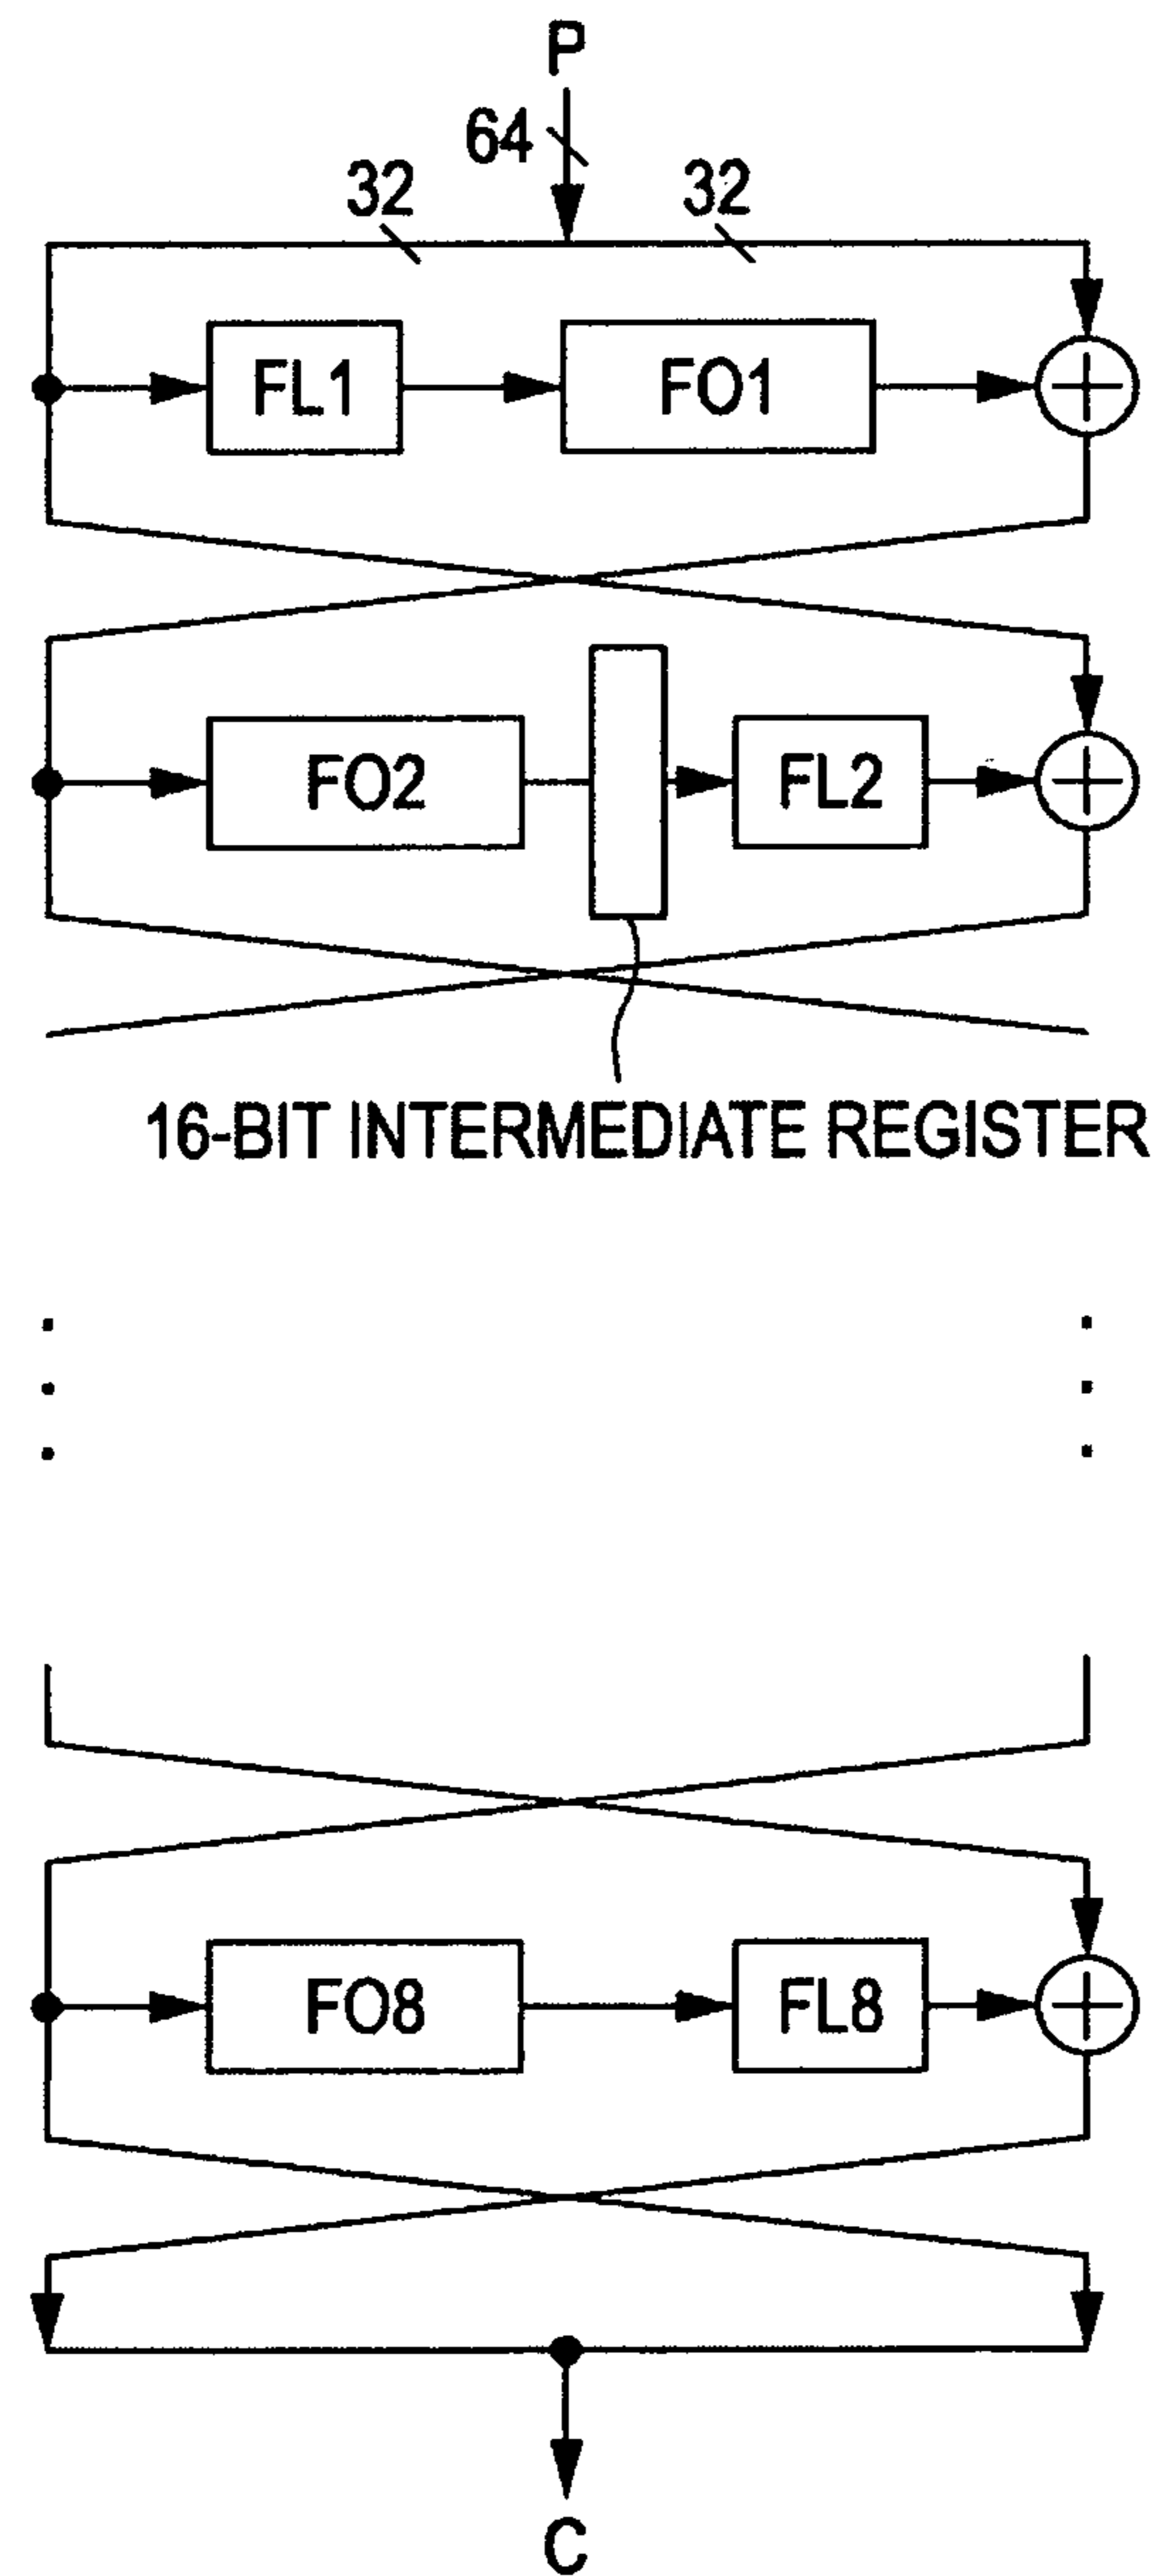 P
64
32 32
FL1 FO1
FO2 FL2
16-BIT INTERMEDIATE REGISTER
FO8 FL8
C